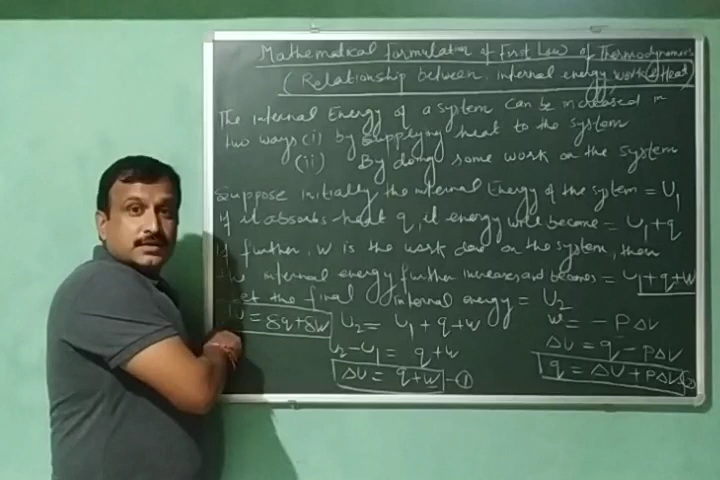 Mathematical Formulation of First Law of Thermodynamics
(Relationship between internal energy, work & Heat)
The internal Energy of a system can be increased in
two ways (i) by supplying heat to the system
(ii) By doing some work on the system
Suppose initially the internal Energy of the system = U1
If it absorbs heat q, it energy will become = U1+q
If further, w is the work done on the system, then
the internal energy further increases and becomes = U1+q+w
Let the final internal energy = U2
= δq+δw U2 = U1+q+w w = -PΔV
U2-U1 = q+w ΔU = q-PΔV
ΔU = q+w -① q = ΔU+PΔV